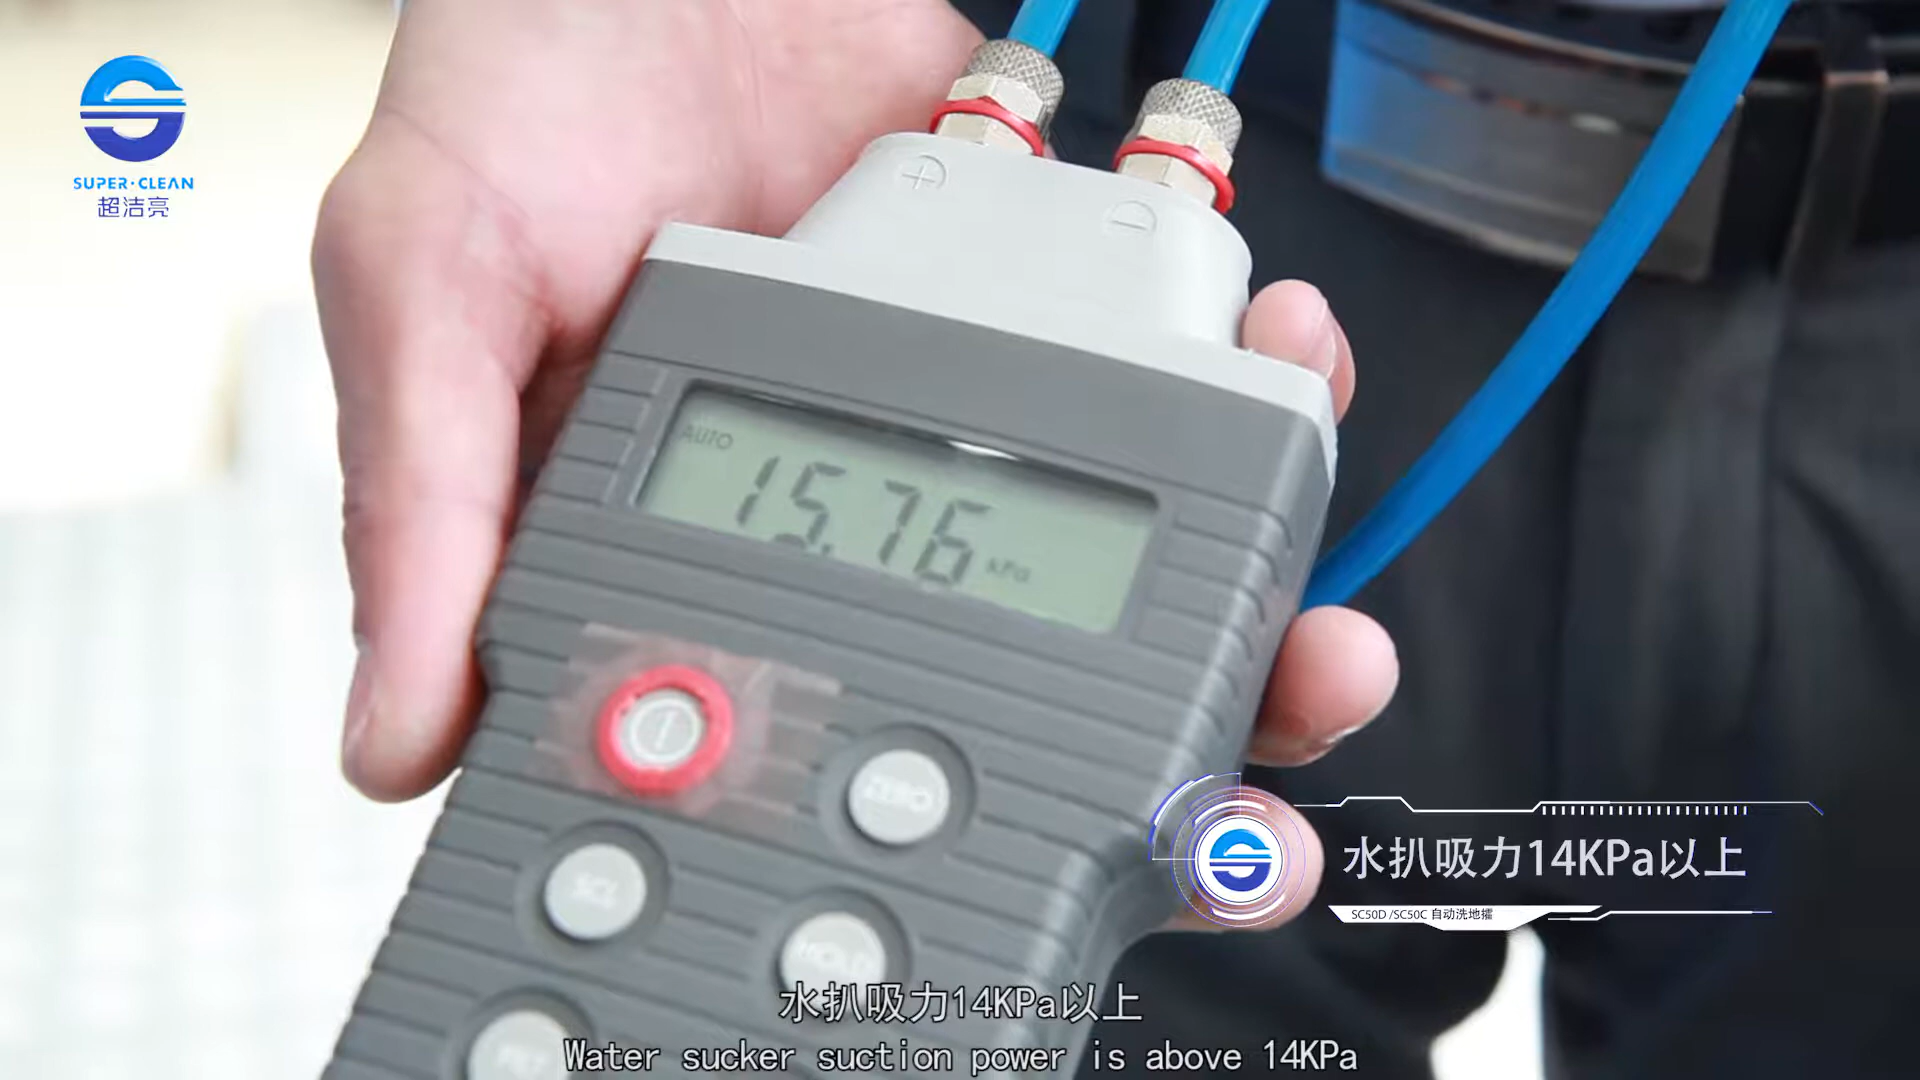 SUPER·CLEAN
超洁亮
+
−
AUTO
15.76 kPa
ZERO
SCL
HOLD
水扒吸力14KPa以上
SC50D /SC50C 自动洗地擂
水扒吸力14KPa以上
Water sucker suction power is above 14KPa